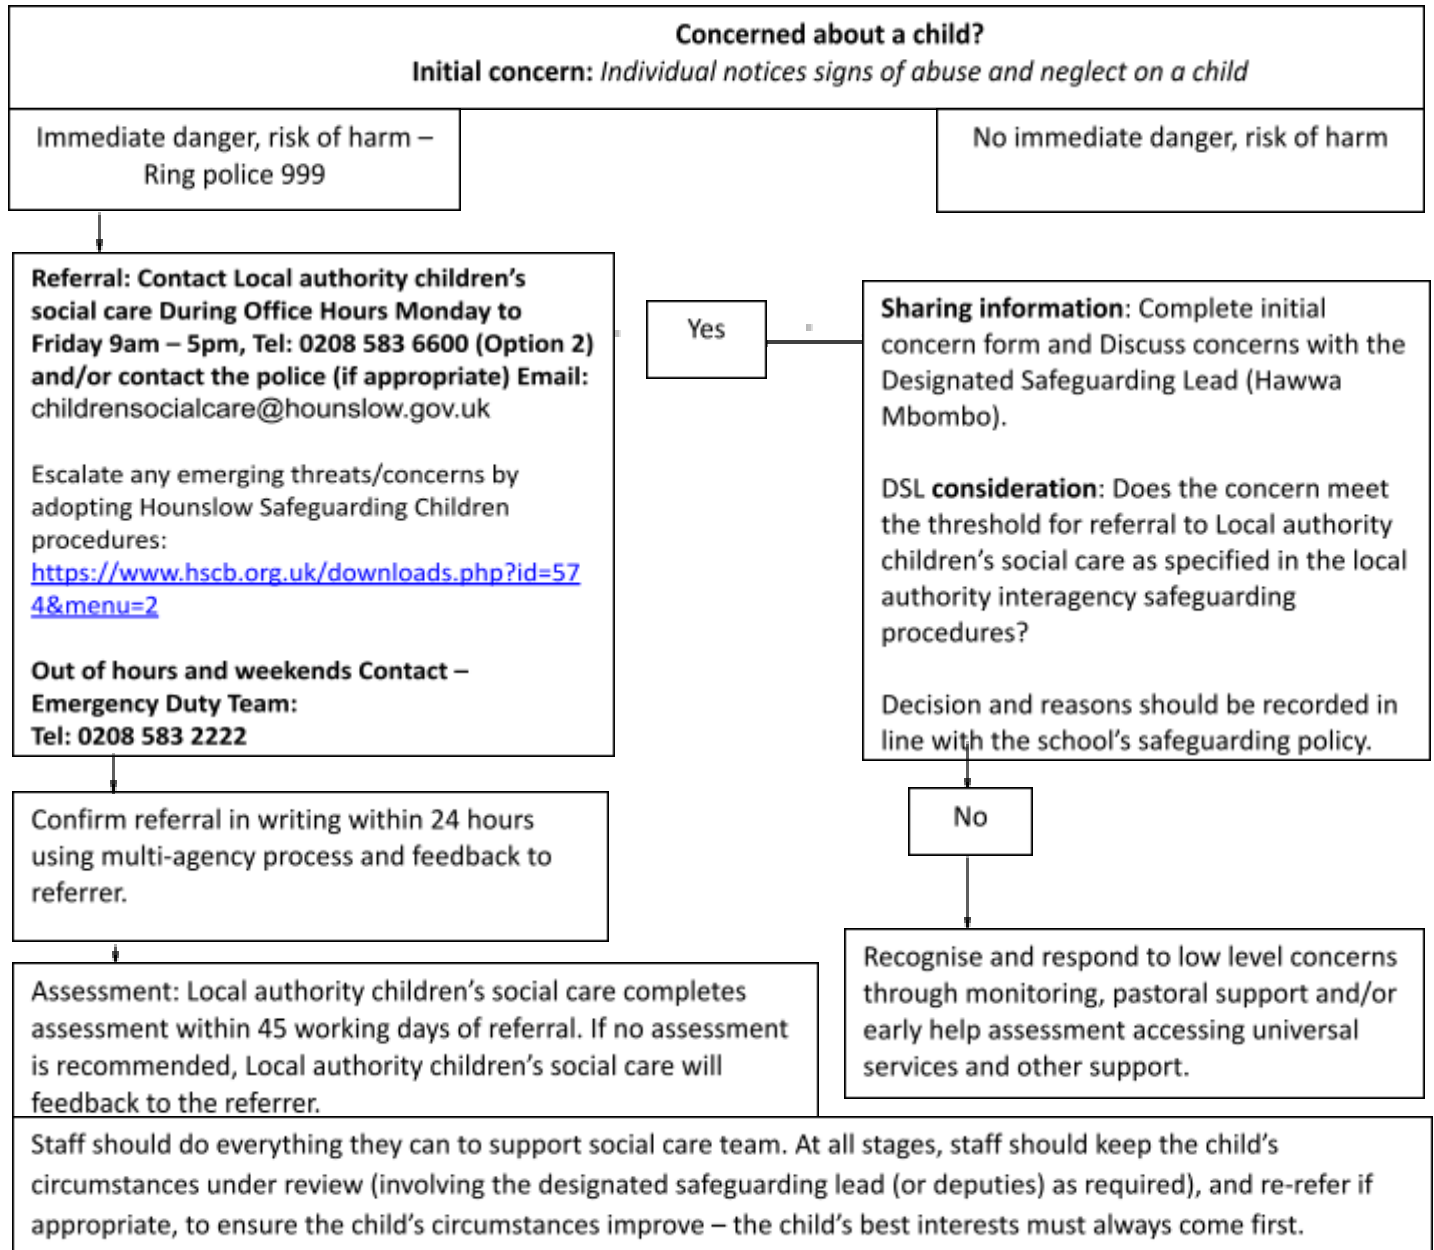 Concerned about a child?
Initial concern: Individual notices signs of abuse and neglect on a child
Immediate danger, risk of harm –
Ring police 999
No immediate danger, risk of harm
Referral: Contact Local authority children's
social care During Office Hours Monday to
Friday 9am – 5pm, Tel: 0208 583 6600 (Option 2)
and/or contact the police (if appropriate) Email:
childrensocialcare@hounslow.gov.uk
Escalate any emerging threats/concerns by
adopting Hounslow Safeguarding Children
procedures:
https://www.hscb.org.uk/downloads.php?id=57
4&menu=2
Out of hours and weekends Contact –
Emergency Duty Team:
Tel: 0208 583 2222
Yes
Sharing information: Complete initial
concern form and Discuss concerns with the
Designated Safeguarding Lead (Hawwa
Mbombo).
DSL consideration: Does the concern meet
the threshold for referral to Local authority
children's social care as specified in the local
authority interagency safeguarding
procedures?
Decision and reasons should be recorded in
line with the school's safeguarding policy.
Confirm referral in writing within 24 hours
using multi-agency process and feedback to
referrer.
No
Assessment: Local authority children's social care completes
assessment within 45 working days of referral. If no assessment
is recommended, Local authority children's social care will
feedback to the referrer.
Recognise and respond to low level concerns
through monitoring, pastoral support and/or
early help assessment accessing universal
services and other support.
Staff should do everything they can to support social care team. At all stages, staff should keep the child's
circumstances under review (involving the designated safeguarding lead (or deputies) as required), and re-refer if
appropriate, to ensure the child's circumstances improve – the child's best interests must always come first.